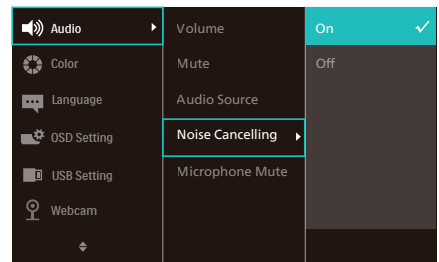 Audio
Color
Language
OSD Setting
USB Setting
Webcam
Volume
Mute
Audio Source
Noise Cancelling
Microphone Mute
On
Off